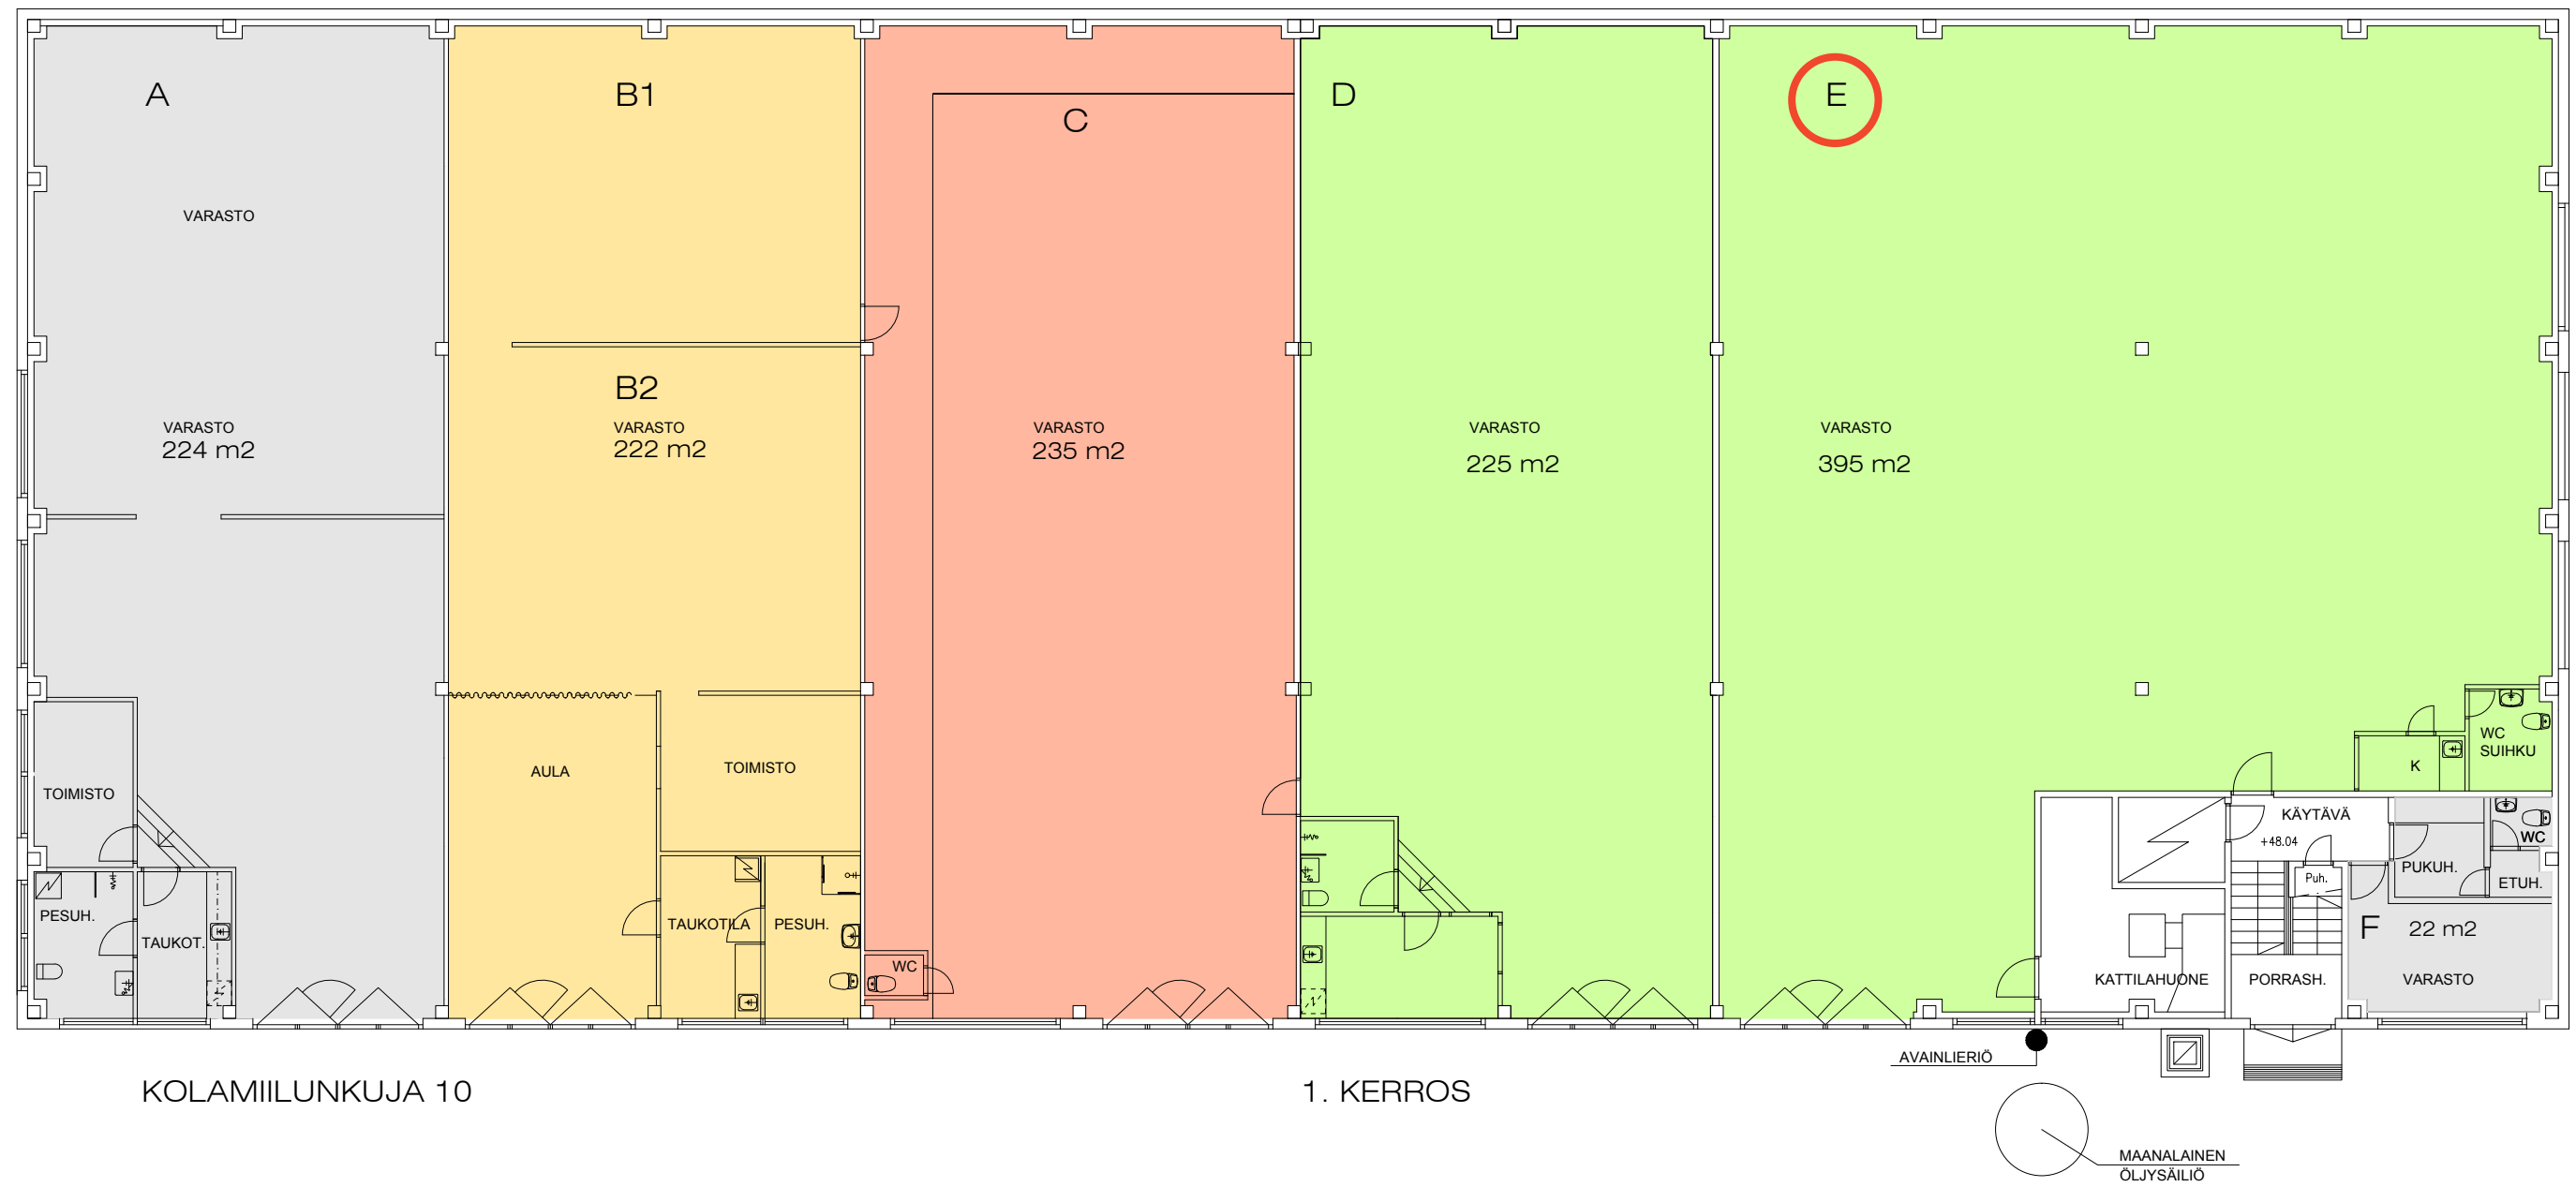 A
B1
C
D
E
VARASTO
B2
VARASTO
224 m2
VARASTO
222 m2
VARASTO
235 m2
VARASTO
225 m2
VARASTO
395 m2
WC
SUIHKU
K
AULA
TOIMISTO
TOIMISTO
KÄYTÄVÄ
+48.04
WC
PUKUH.
Puh.
ETUH.
PESUH.
TAUKOT.
TAUKOTILA
PESUH.
WC
F
22 m2
KATTILAHUONE
PORRASH.
VARASTO
AVAINLIERIÖ
KOLAMIILUNKUJA 10
1. KERROS
MAANALAINEN
ÖLJYSÄILIÖ